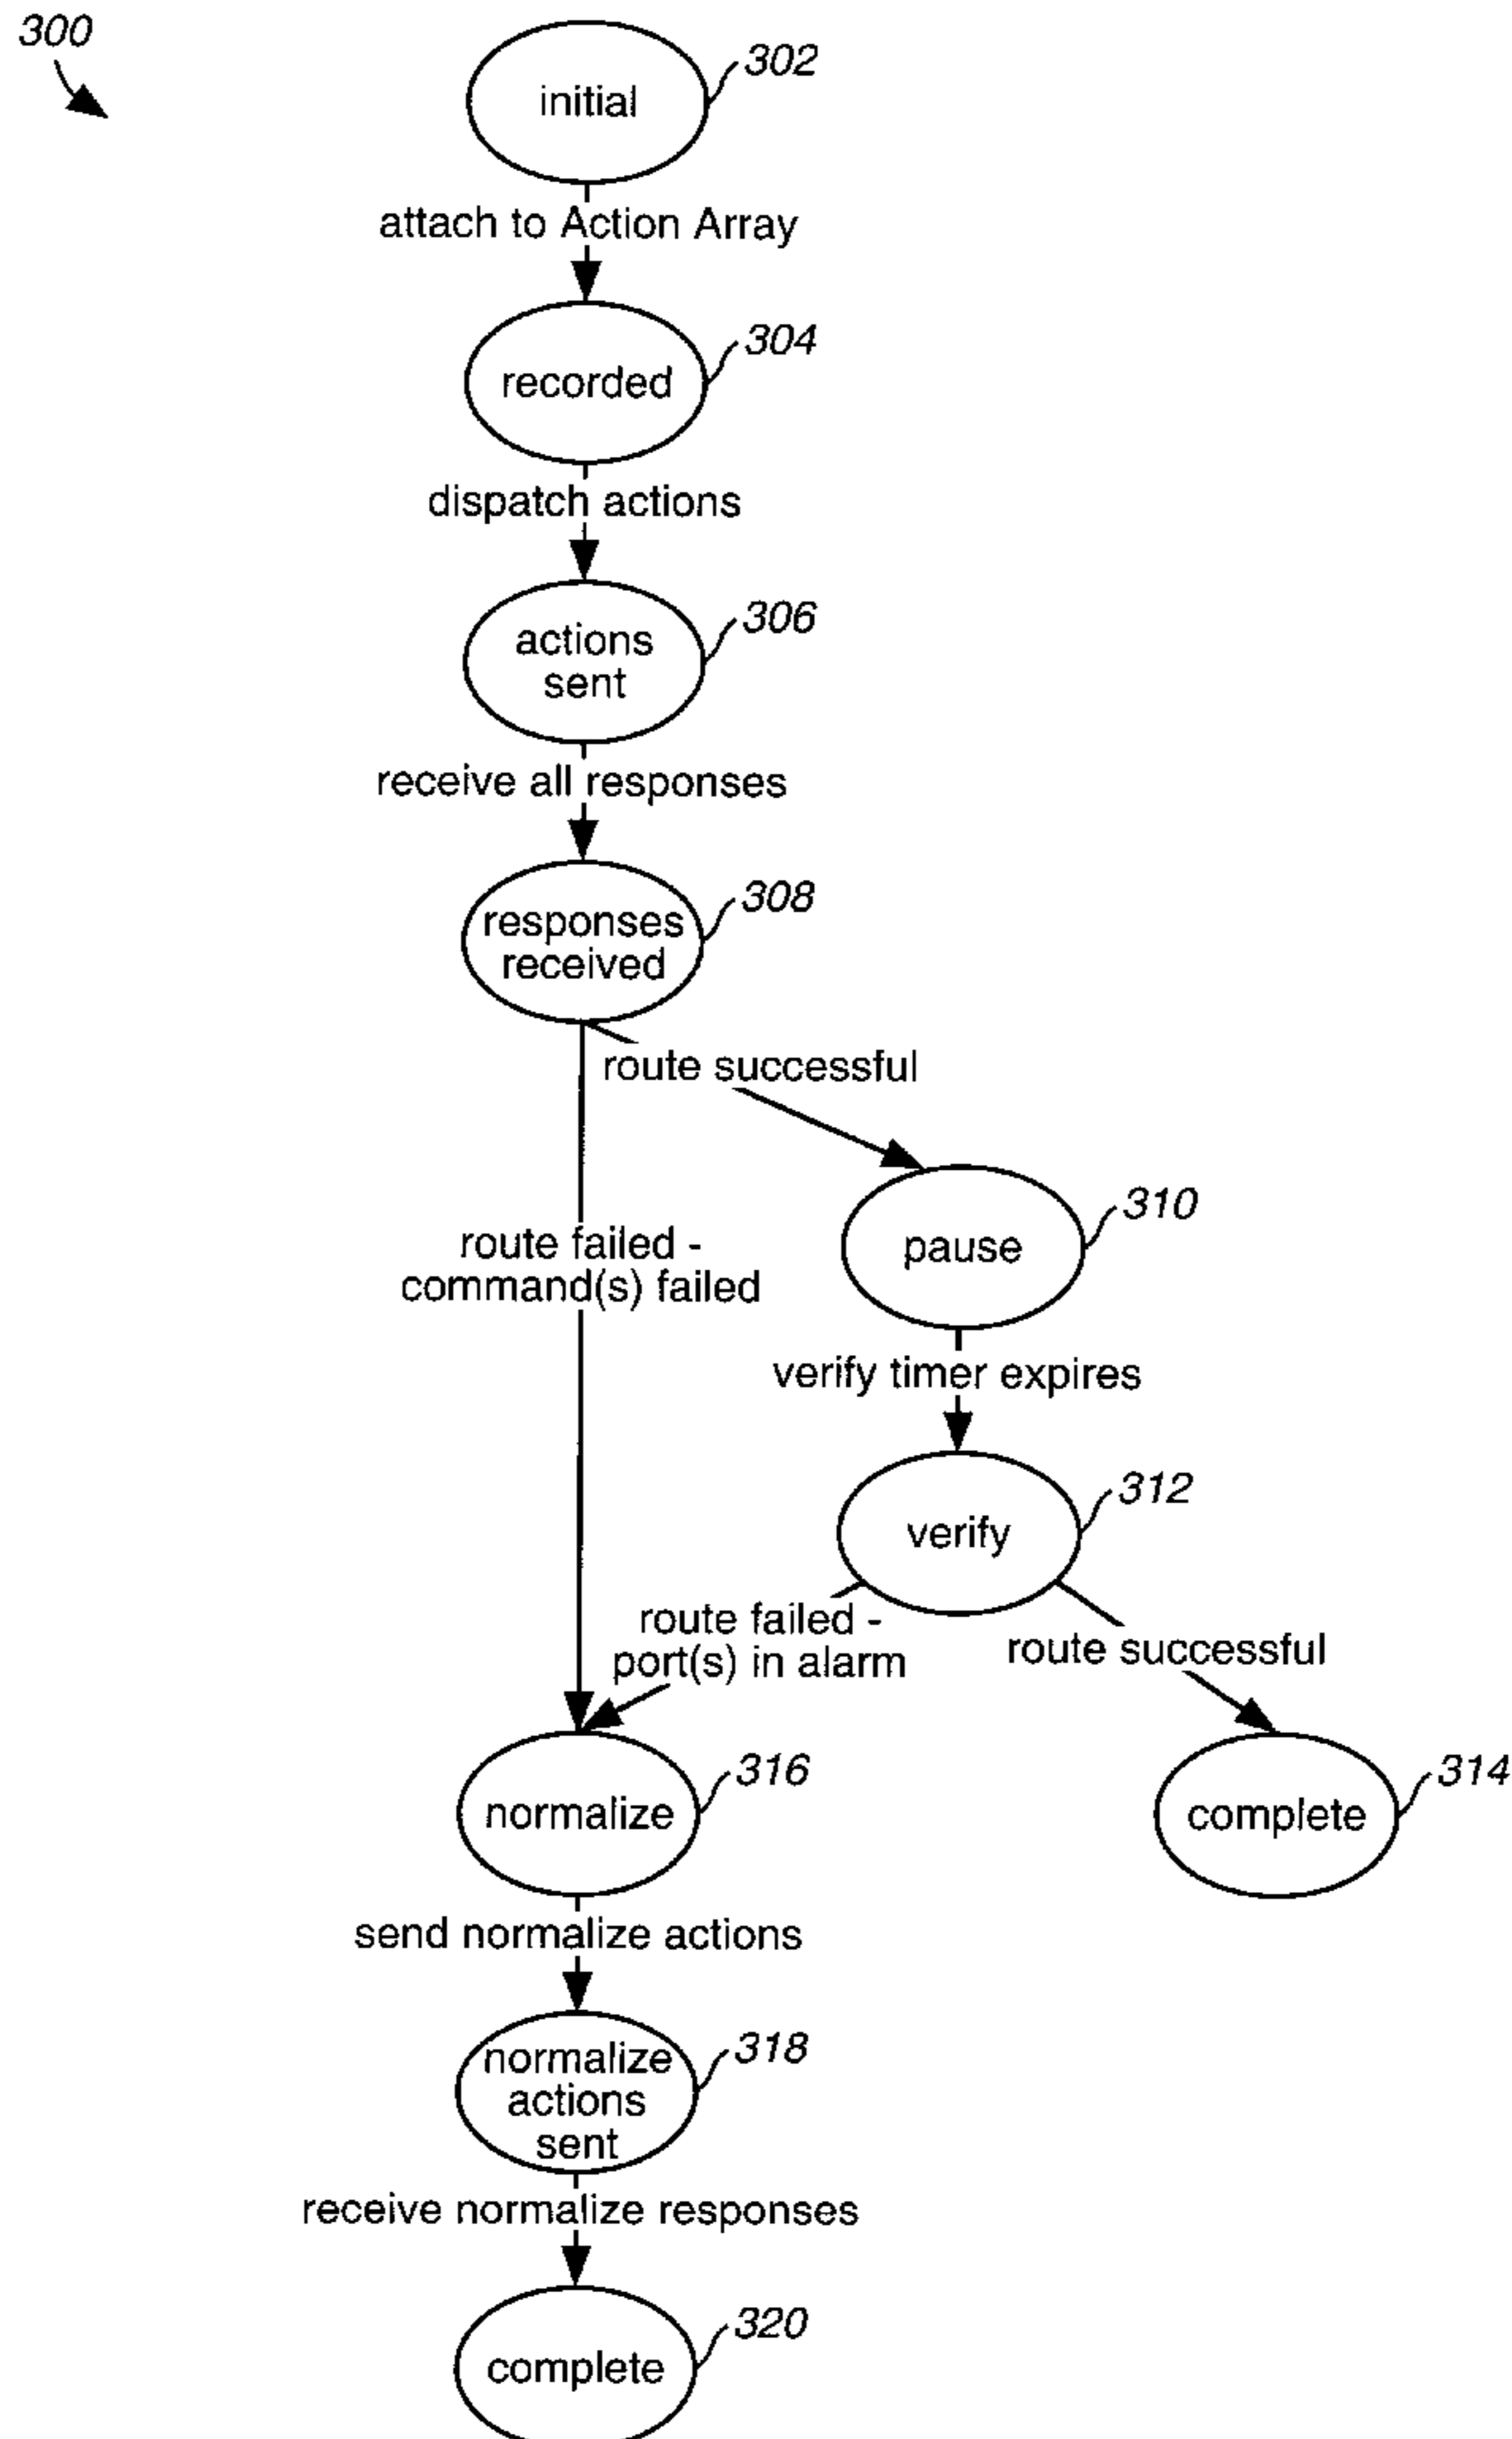 300
302
initial
attach to Action Array
304
recorded
dispatch actions
306
actions
sent
receive all responses
308
responses
received
route successful
310
pause
route failed -
command(s) failed
verify timer expires
312
verify
route failed -
port(s) in alarm
route successful
316
normalize
314
complete
send normalize actions
318
normalize
actions
sent
receive normalize responses
320
complete